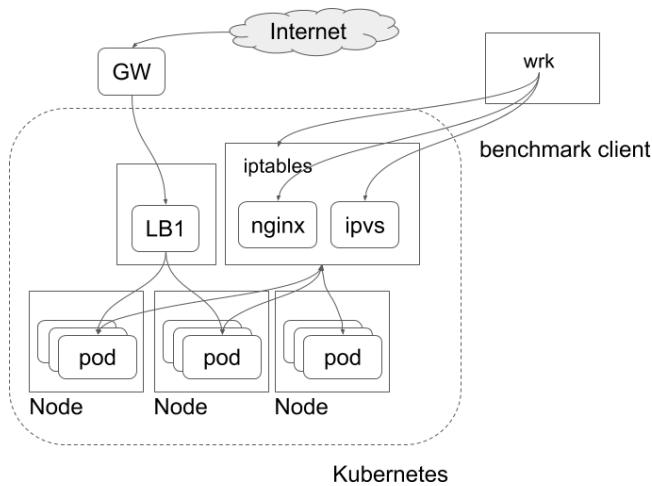 Internet
GW
wrk
benchmark client
iptables
LB1
nginx
ipvs
pod
pod
pod
Node
Node
Node
Kubernetes